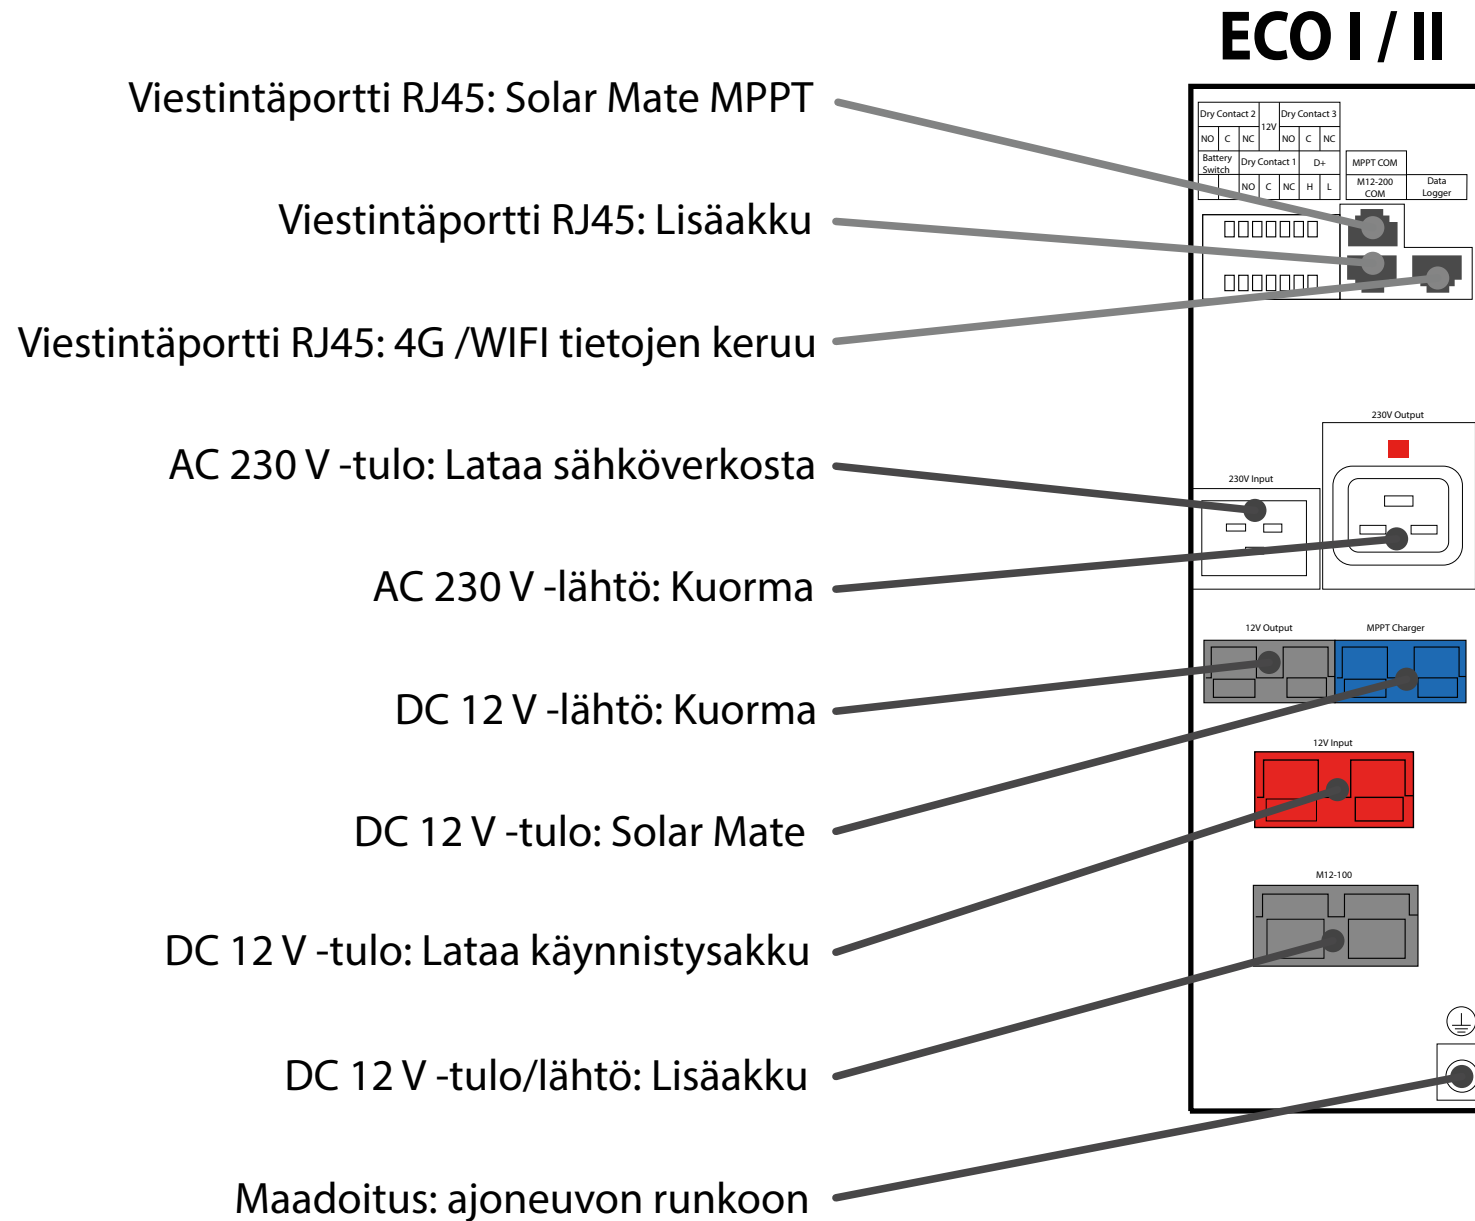 ECO I / II
Viestintäportti RJ45: Solar Mate MPPT
Viestintäportti RJ45: Lisäakku
Viestintäportti RJ45: 4G /WIFI tietojen keruu
AC 230 V -tulo: Lataa sähköverkosta
AC 230 V -lähtö: Kuorma
DC 12 V -lähtö: Kuorma
DC 12 V -tulo: Solar Mate
DC 12 V -tulo: Lataa käynnistysakku
DC 12 V -tulo/lähtö: Lisäakku
Maadoitus: ajoneuvon runkoon
Dry Contact 2 12V Dry Contact 3
NO C NC NO C NC
Battery Switch Dry Contact 1 D+ MPPT COM
NO C NC H L M12-200 COM Data Logger
230V Output
230V Input
12V Output MPPT Charger
12V Input
M12-100